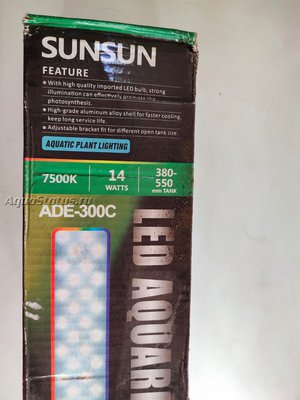 SUNSUN
FEATURE
• With high quality imported LED bulb, strong
illumination can effectively promote the
photosynthesis.
• High-grade aluminum alloy shell for faster cooling,
keep long service life.
• Adjustable bracket fit for different open tank size.
AQUATIC PLANT LIGHTING
7500K
14
WATTS
380-
550
mm TANK
ADE-300C
LED AQUAR
AquaStatus.ru